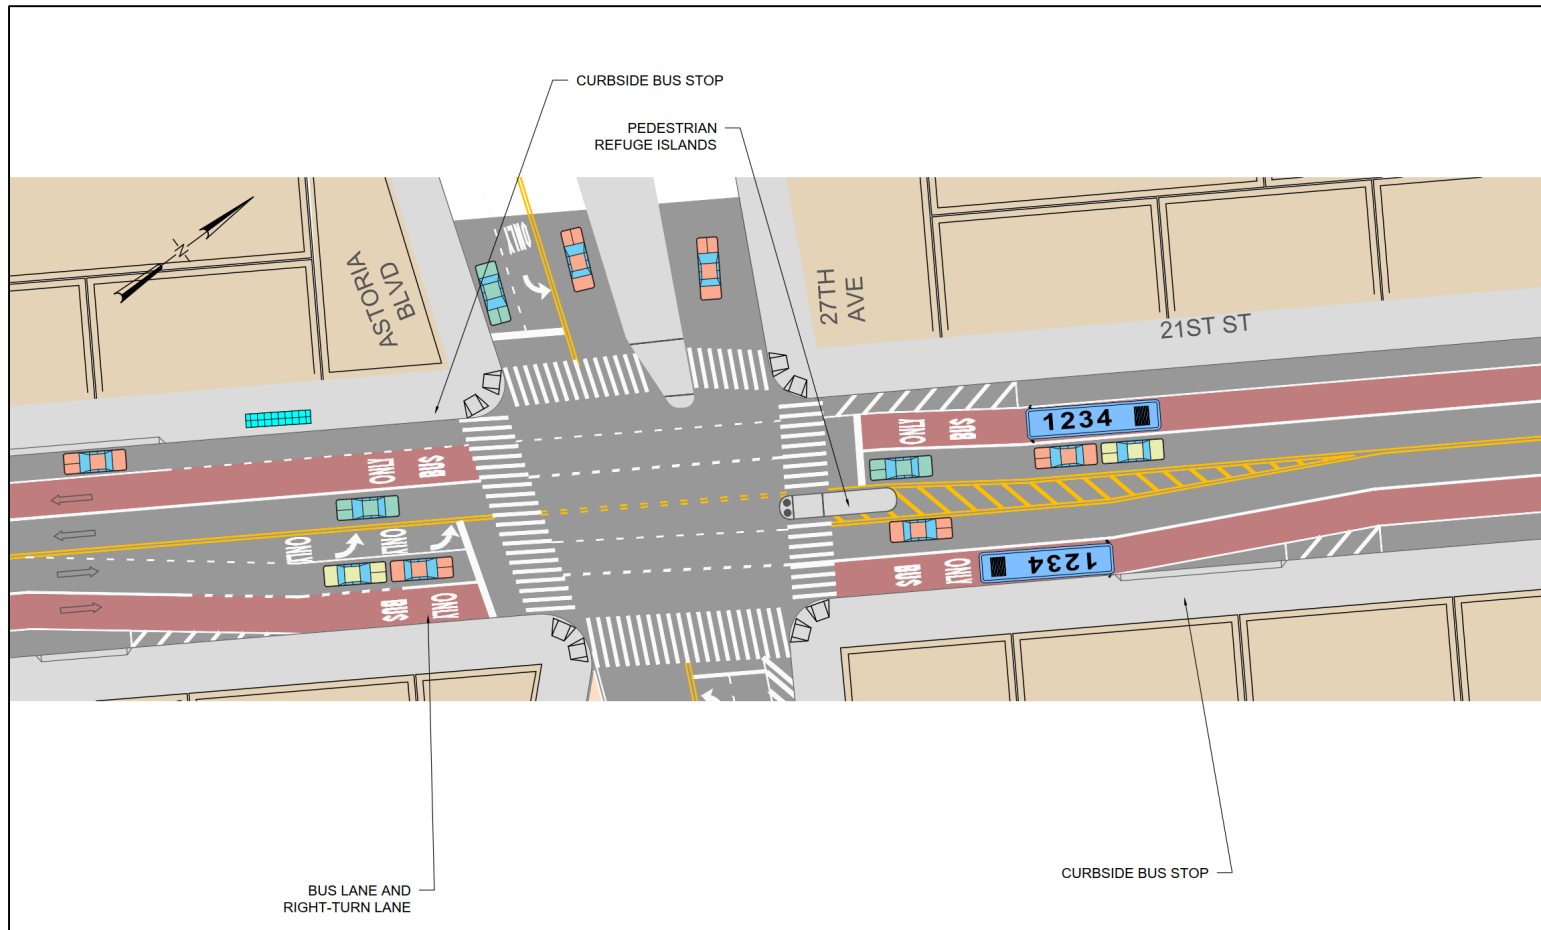 CURBSIDE BUS STOP
PEDESTRIAN
REFUGE ISLANDS
N
ONLY
ASTORIA
BLVD
27TH
AVE
21ST ST
1234
ONLY
BUS
ONLY
BUS
ONLY
ONLY
BUS
ONLY
BUS
ONLY
1234
BUS LANE AND
RIGHT-TURN LANE
CURBSIDE BUS STOP